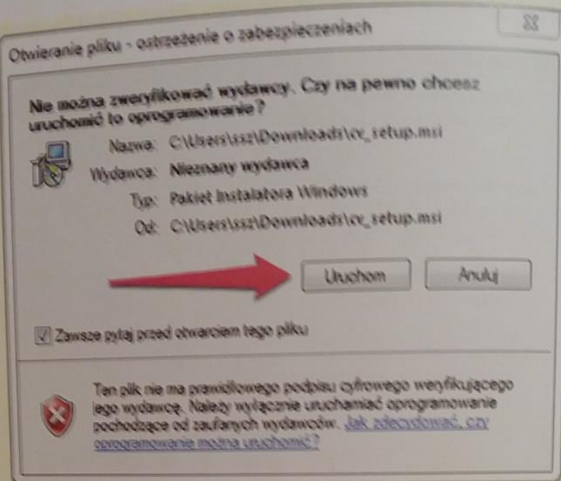 Otwieranie pliku - ostrzeżenie o zabezpieczeniach
Nie można zweryfikować wydawcy. Czy na pewno chcesz
uruchomić to oprogramowanie?
Nazwa: C:\Users\ssz\Downloads\ce_setup.msi
Wydawca: Nieznany wydawca
Typ: Pakiet Instalatora Windows
Od: C:\Users\ssz\Downloads\ce_setup.msi
Uruchom Anuluj
Zawsze pytaj przed otwarciem tego pliku
Ten plik nie ma prawidłowego podpisu cyfrowego weryfikującego
jego wydawcę. Należy wyłącznie uruchamiać oprogramowanie
pochodzące od zaufanych wydawców. Jak zdecydować, czy
oprogramowanie można uruchomić?